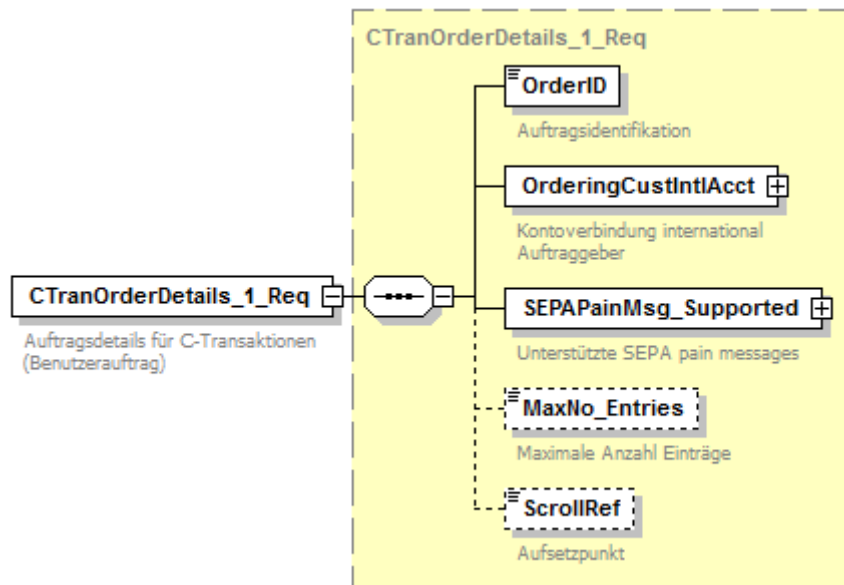 CTranOrderDetails_1_Req
OrderID
Auftragsidentifikation
OrderingCustIntlAcct
Kontoverbindung international
Auftraggeber
CTranOrderDetails_1_Req
Auftragsdetails für C-Transaktionen
(Benutzerauftrag)
SEPAPainMsg_Supported
Unterstützte SEPA pain messages
MaxNo_Entries
Maximale Anzahl Einträge
ScrollRef
Aufsetzpunkt